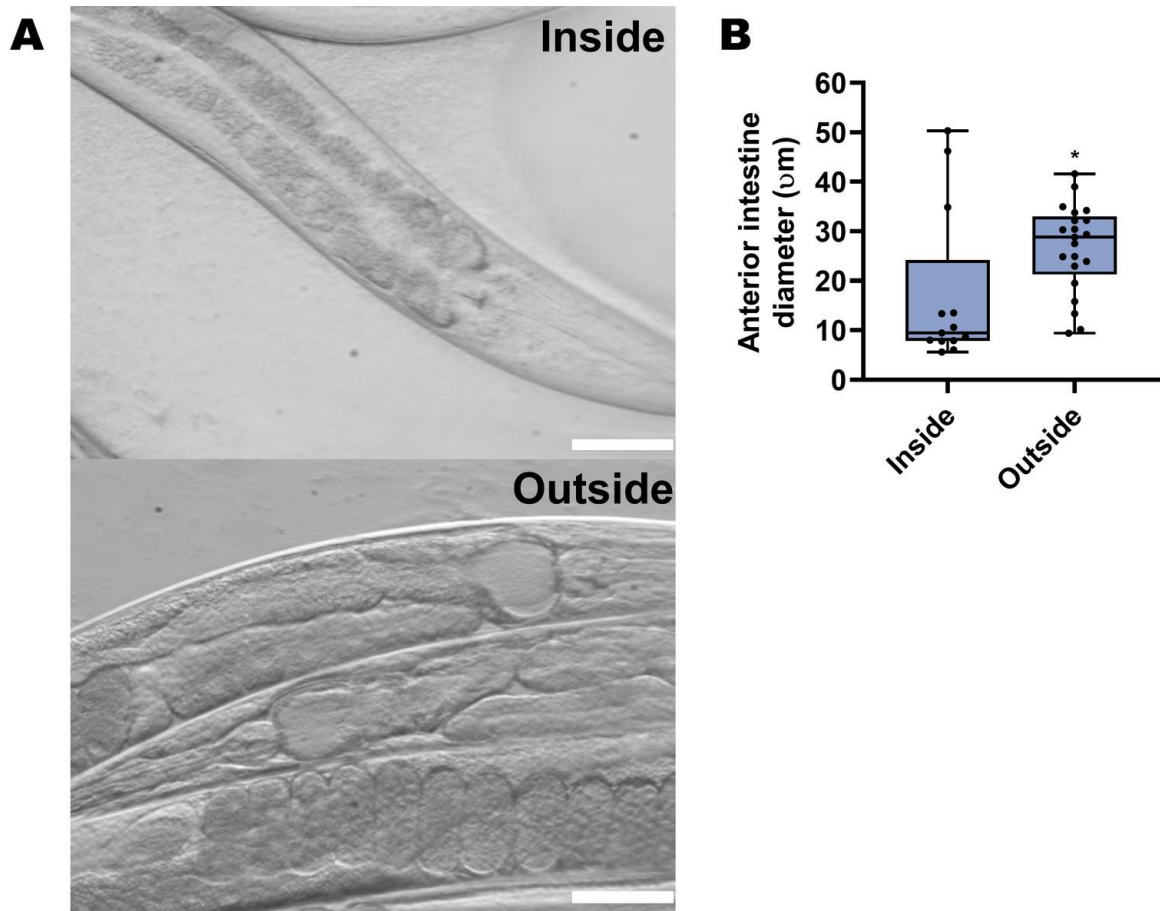 A
Inside
Outside
B
Anterior intestine
diameter (υm)
60
50
40
30
20
10
0
*
Inside
Outside